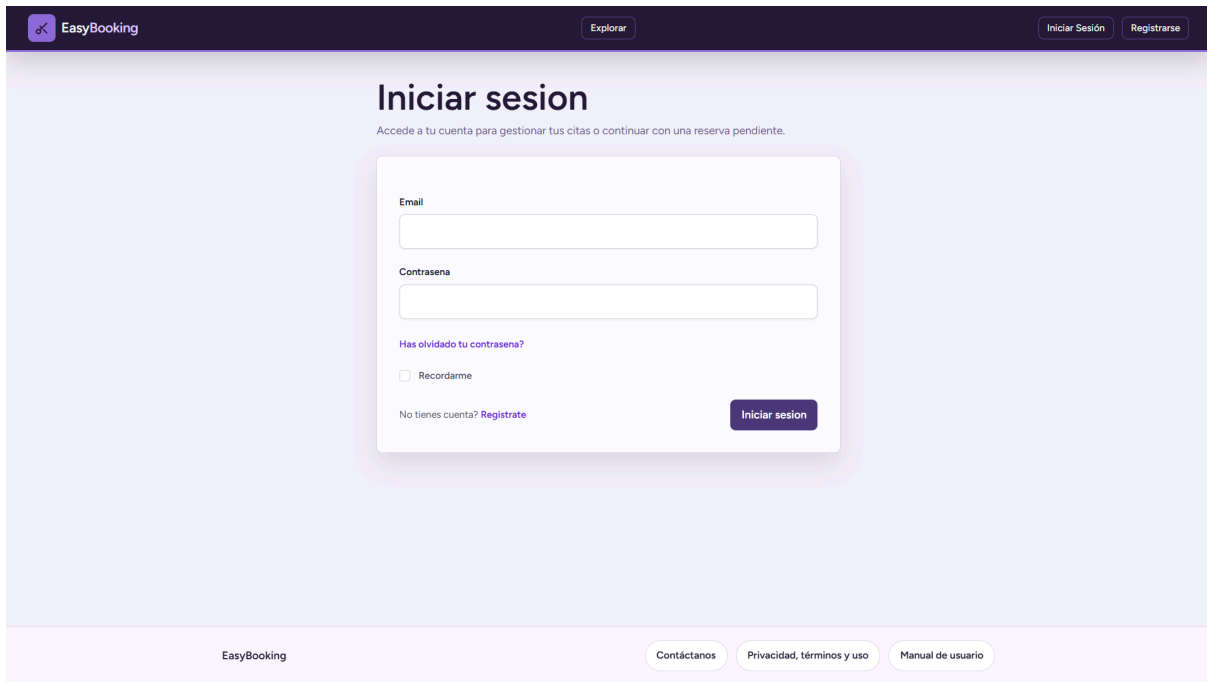 EasyBooking
Explorar
Iniciar Sesión
Registrarse
Iniciar sesion
Accede a tu cuenta para gestionar tus citas o continuar con una reserva pendiente.
Email
Contrasena
Has olvidado tu contrasena?
Recordarme
No tienes cuenta? Registrate
Iniciar sesion
EasyBooking
Contáctanos
Privacidad, términos y uso
Manual de usuario